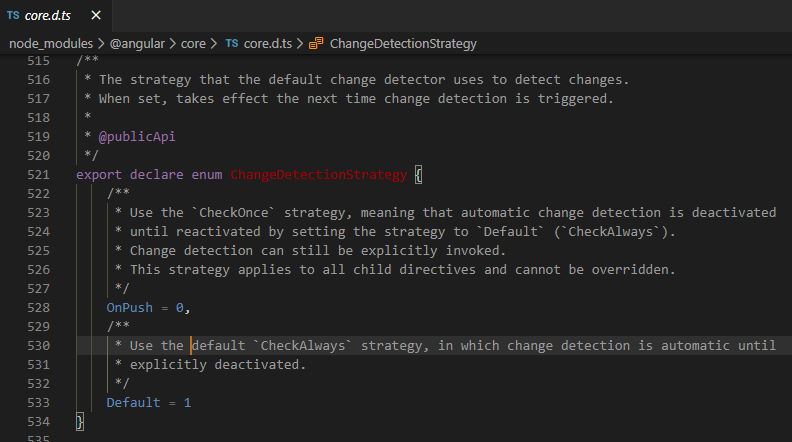 TS core.d.ts ×
node_modules > @angular > core > TS core.d.ts > ChangeDetectionStrategy
515 /**
516 * The strategy that the default change detector uses to detect changes.
517 * When set, takes effect the next time change detection is triggered.
518 *
519 * @publicApi
520 */
521 export declare enum ChangeDetectionStrategy {
522 /**
523 * Use the `CheckOnce` strategy, meaning that automatic change detection is deactivated
524 * until reactivated by setting the strategy to `Default` (`CheckAlways`).
525 * Change detection can still be explicitly invoked.
526 * This strategy applies to all child directives and cannot be overridden.
527 */
528 OnPush = 0,
529 /**
530 * Use the default `CheckAlways` strategy, in which change detection is automatic until
531 * explicitly deactivated.
532 */
533 Default = 1
534 }
535